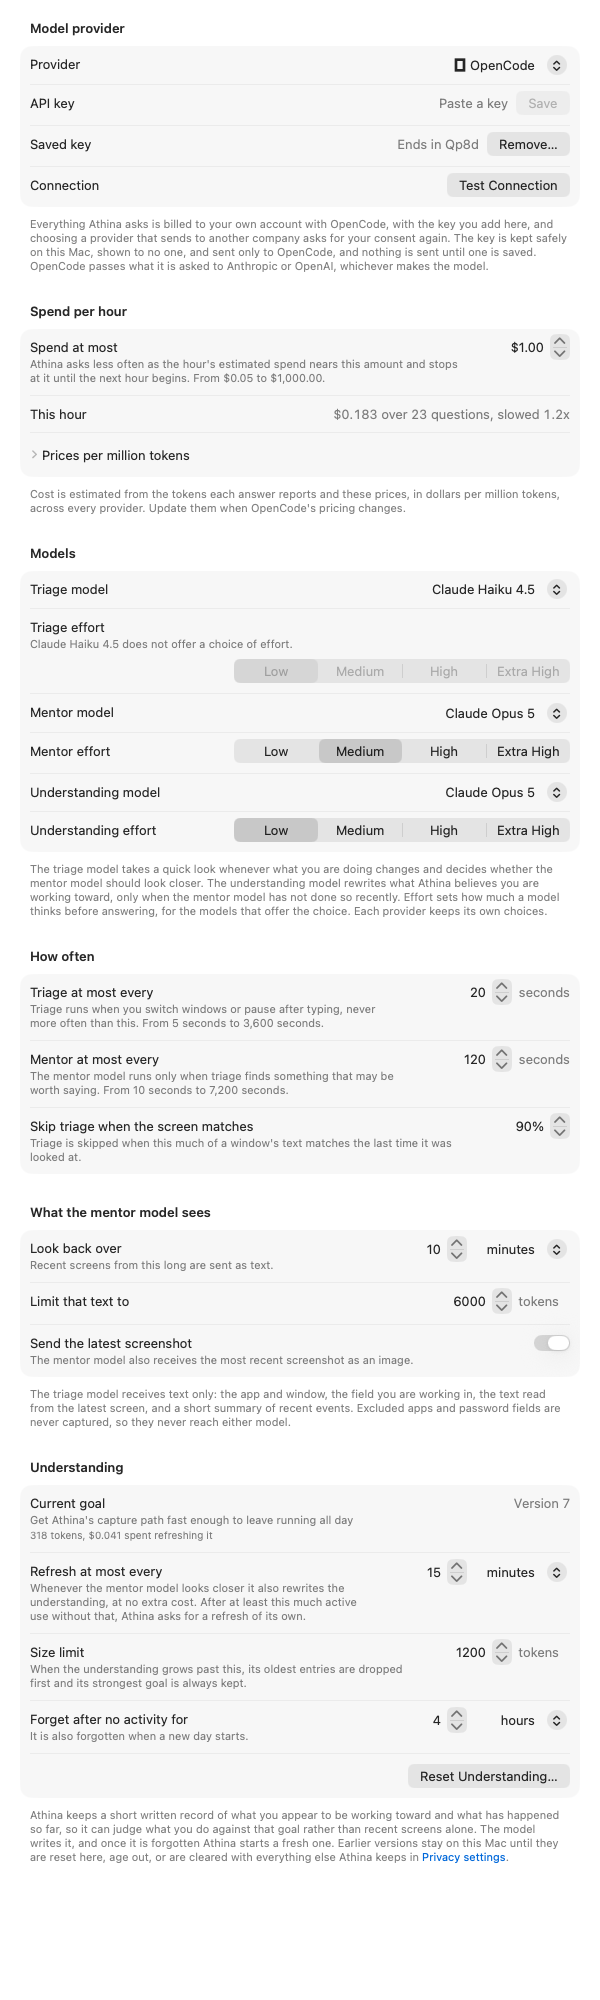 Model provider
Provider
OpenCode
API key
Paste a key
Save
Saved key
Ends in Qp8d
Remove...
Connection
Test Connection
Everything Athina asks is billed to your own account with OpenCode, with the key you add here, and
choosing a provider that sends to another company asks for your consent again. The key is kept safely
on this Mac, shown to no one, and sent only to OpenCode, and nothing is sent until one is saved.
OpenCode passes what it is asked to Anthropic or OpenAI, whichever makes the model.
Spend per hour
Spend at most
$1.00
Athina asks less often as the hour's estimated spend nears this amount and stops
at it until the next hour begins. From $0.05 to $1,000.00.
This hour
$0.183 over 23 questions, slowed 1.2x
Prices per million tokens
Cost is estimated from the tokens each answer reports and these prices, in dollars per million tokens,
across every provider. Update them when OpenCode's pricing changes.
Models
Triage model
Claude Haiku 4.5
Triage effort
Claude Haiku 4.5 does not offer a choice of effort.
Low Medium High Extra High
Mentor model
Claude Opus 5
Mentor effort
Low Medium High Extra High
Understanding model
Claude Opus 5
Understanding effort
Low Medium High Extra High
The triage model takes a quick look whenever what you are doing changes and decides whether the
mentor model should look closer. The understanding model rewrites what Athina believes you are
working toward, only when the mentor model has not done so recently. Effort sets how much a model
thinks before answering, for the models that offer the choice. Each provider keeps its own choices.
How often
Triage at most every
20 seconds
Triage runs when you switch windows or pause after typing, never
more often than this. From 5 seconds to 3,600 seconds.
Mentor at most every
120 seconds
The mentor model runs only when triage finds something that may be
worth saying. From 10 seconds to 7,200 seconds.
Skip triage when the screen matches
90%
Triage is skipped when this much of a window's text matches the last time it was
looked at.
What the mentor model sees
Look back over
10 minutes
Recent screens from this long are sent as text.
Limit that text to
6000 tokens
Send the latest screenshot
The mentor model also receives the most recent screenshot as an image.
The triage model receives text only: the app and window, the field you are working in, the text read
from the latest screen, and a short summary of recent events. Excluded apps and password fields are
never captured, so they never reach either model.
Understanding
Current goal
Version 7
Get Athina's capture path fast enough to leave running all day
318 tokens, $0.041 spent refreshing it
Refresh at most every
15 minutes
Whenever the mentor model looks closer it also rewrites the
understanding, at no extra cost. After at least this much active
use without that, Athina asks for a refresh of its own.
Size limit
1200 tokens
When the understanding grows past this, its oldest entries are dropped
first and its strongest goal is always kept.
Forget after no activity for
4 hours
It is also forgotten when a new day starts.
Reset Understanding...
Athina keeps a short written record of what you appear to be working toward and what has happened
so far, so it can judge what you do against that goal rather than recent screens alone. The model
writes it, and once it is forgotten Athina starts a fresh one. Earlier versions stay on this Mac until they
are reset here, age out, or are cleared with everything else Athina keeps in Privacy settings.